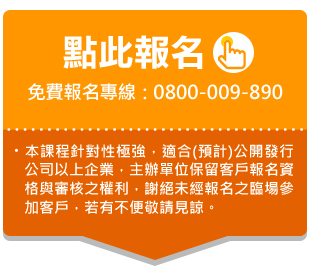 點此報名
免費報名專線：0800-009-890
・本課程針對性極強，適合(預計)公開發行
公司以上企業，主辦單位保留客戶報名資
格與審核之權利，謝絕未經報名之臨場參
加客戶，若有不便敬請見諒。